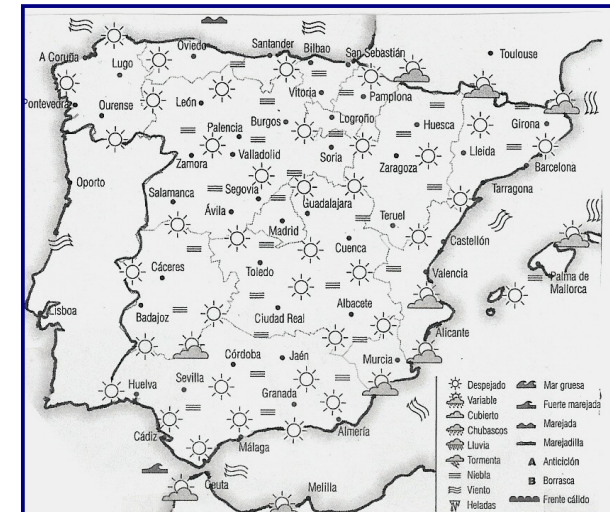 Oviedo
Santander
Bilbao
San Sebastián
Toulouse
A Coruña
Lugo
Pontevedra
Ourense
León
Vitoria
Pamplona
Burgos
Logroño
Huesca
Girona
Palencia
Zamora
Valladolid
Soria
Zaragoza
Lleida
Barcelona
Oporto
Salamanca
Segovia
Guadalajara
Tarragona
Ávila
Madrid
Teruel
Castellón
Cuenca
Cáceres
Toledo
Valencia
Palma de
Mallorca
Lisboa
Badajoz
Ciudad Real
Albacete
Alicante
Córdoba
Jaén
Murcia
Huelva
Sevilla
Granada
Cádiz
Málaga
Almería
Ceuta
Melilla
Despejado
Variable
Cubierto
Chubascos
Lluvia
Tormenta
Niebla
Viento
Heladas
Mar gruesa
Fuerte marejada
Marejada
Marejadilla
A Anticición
B Borrasca
Frente cálido